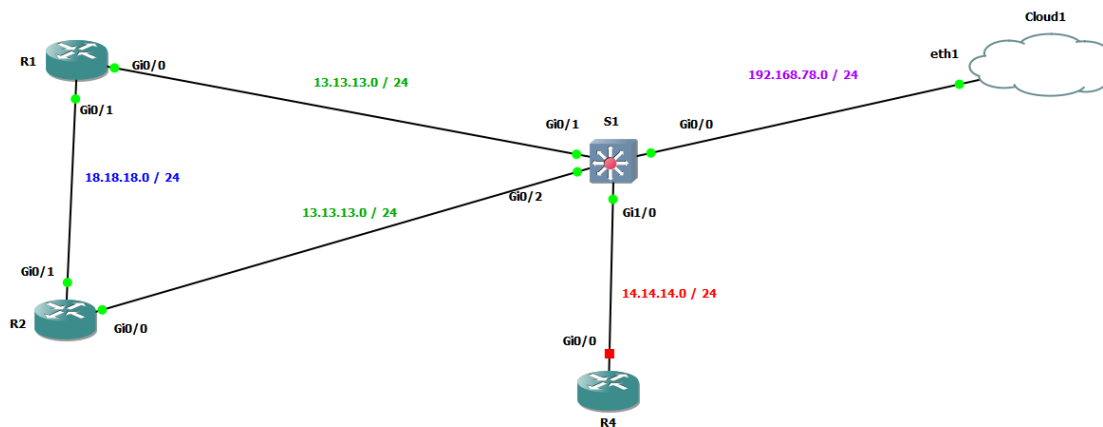 Cloud1
eth1
R1
Gi0/0
13.13.13.0 / 24
192.168.78.0 / 24
Gi0/1
Gi0/1
S1
Gi0/0
18.18.18.0 / 24
Gi0/2
13.13.13.0 / 24
Gi1/0
Gi0/1
14.14.14.0 / 24
R2
Gi0/0
Gi0/0
R4